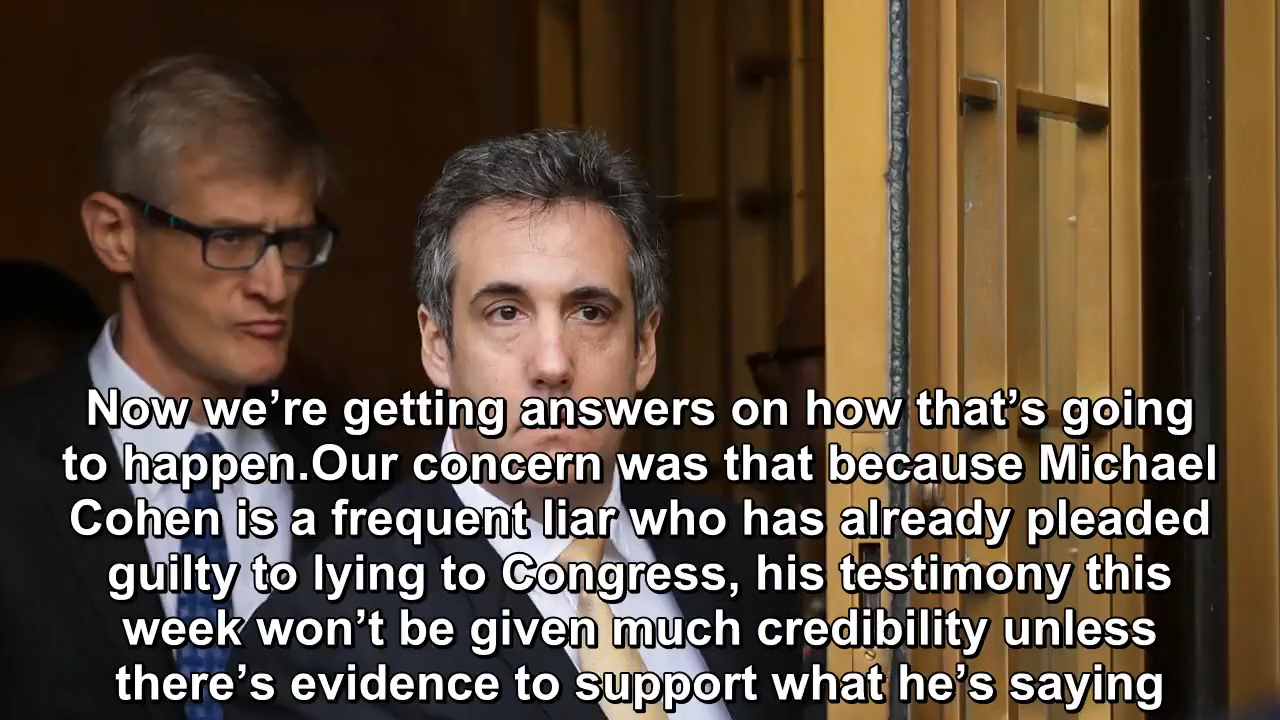 Now we’re getting answers on how that’s going
to happen.Our concern was that because Michael
Cohen is a frequent liar who has already pleaded
guilty to lying to Congress, his testimony this
week won’t be given much credibility unless
there’s evidence to support what he’s saying